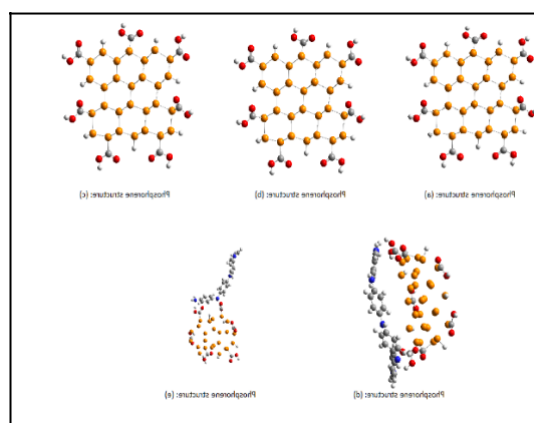 Phosphorene structure: (c)
Phosphorene structure: (b)
Phosphorene structure: (a)
Phosphorene structure: (e)
Phosphorene structure: (d)